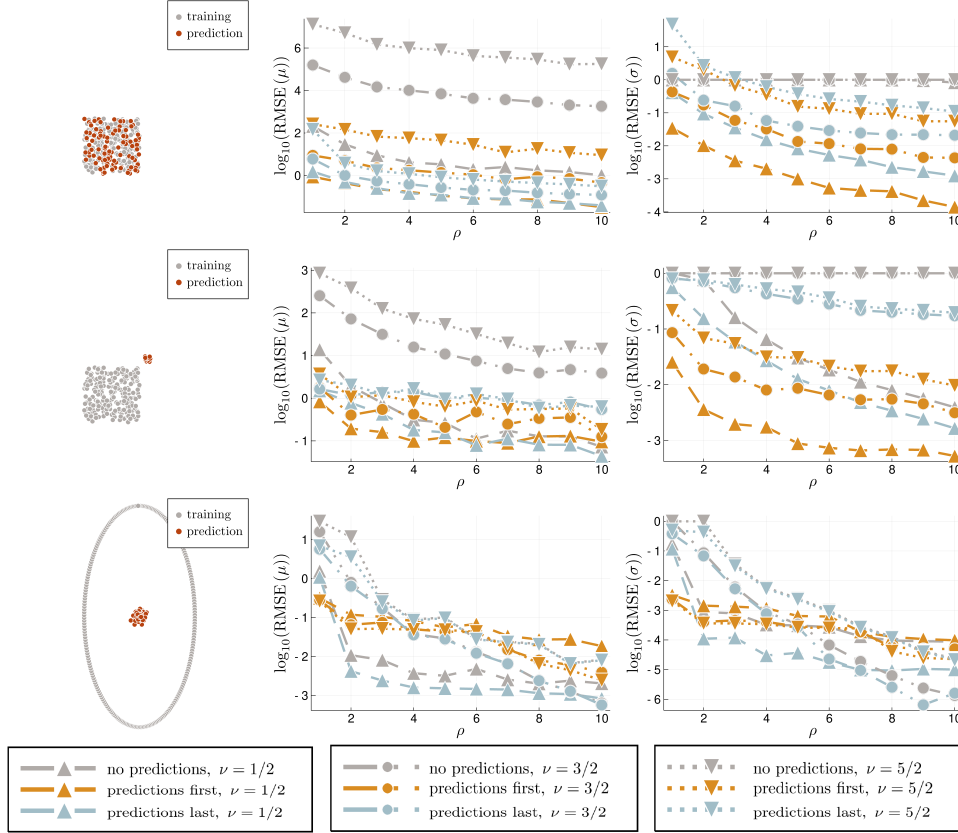 training
prediction
log10(RMSE (μ))
6
4
2
0
2 4 6 8 10
ρ
log10(RMSE (σ))
1
0
- 1
- 2
- 3
- 4
2 4 6 8 10
ρ
training
prediction
log10(RMSE (μ))
3
2
1
0
- 1
2 4 6 8 10
ρ
log10(RMSE (σ))
0
- 1
- 2
- 3
2 4 6 8 10
ρ
training
prediction
log10(RMSE (μ))
1
0
- 1
- 2
- 3
2 4 6 8 10
ρ
log10(RMSE (σ))
0
- 1
- 2
- 3
- 4
- 5
- 6
2 4 6 8 10
ρ
no predictions, ν = 1/2
predictions first, ν = 1/2
predictions last, ν = 1/2
no predictions, ν = 3/2
predictions first, ν = 3/2
predictions last, ν = 3/2
no predictions, ν = 5/2
predictions first, ν = 5/2
predictions last, ν = 5/2